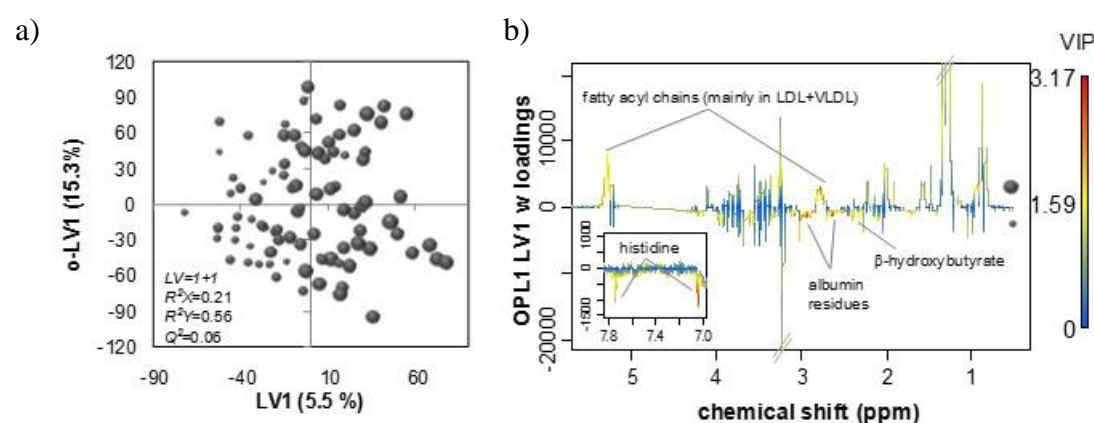 a)
120
90
60
30
0
-30
-60
-90
-120
o-LV1 (15.3%)
LV=1+1
R²X=0.21
R²Y=0.56
Q²=0.06
-90
-40
10
60
LV1 (5.5 %)
b)
VIP
3.17
1.59
0
OPL1 LV1 w loadings
10000
0
-20000
fatty acyl chains (mainly in LDL+VLDL)
histidine
albumin
residues
β-hydroxybutyrate
1000
0
-1500
7.8
7.4
7.0
5
4
3
2
1
chemical shift (ppm)